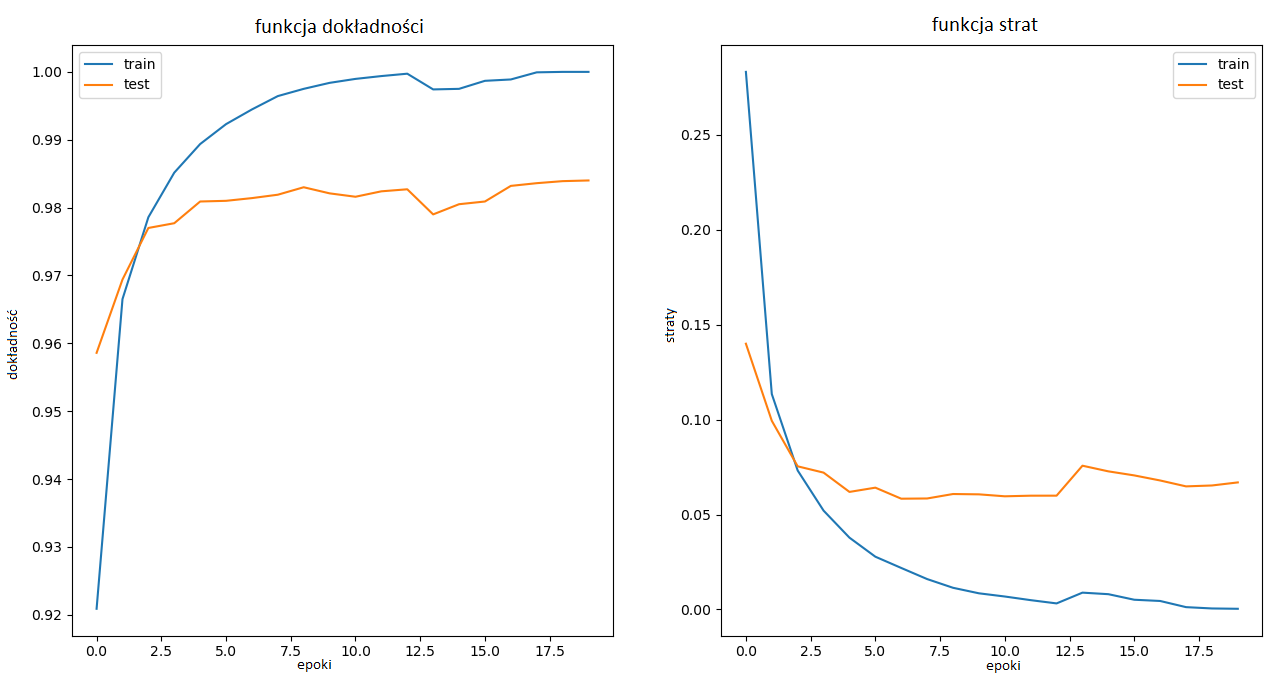 funkcja dokładności
train
test
1.00
0.99
0.98
0.97
0.96
0.95
0.94
0.93
0.92
dokładność
0.0 2.5 5.0 7.5 10.0 12.5 15.0 17.5
epoki
funkcja strat
train
test
0.25
0.20
0.15
0.10
0.05
0.00
straty
0.0 2.5 5.0 7.5 10.0 12.5 15.0 17.5
epoki